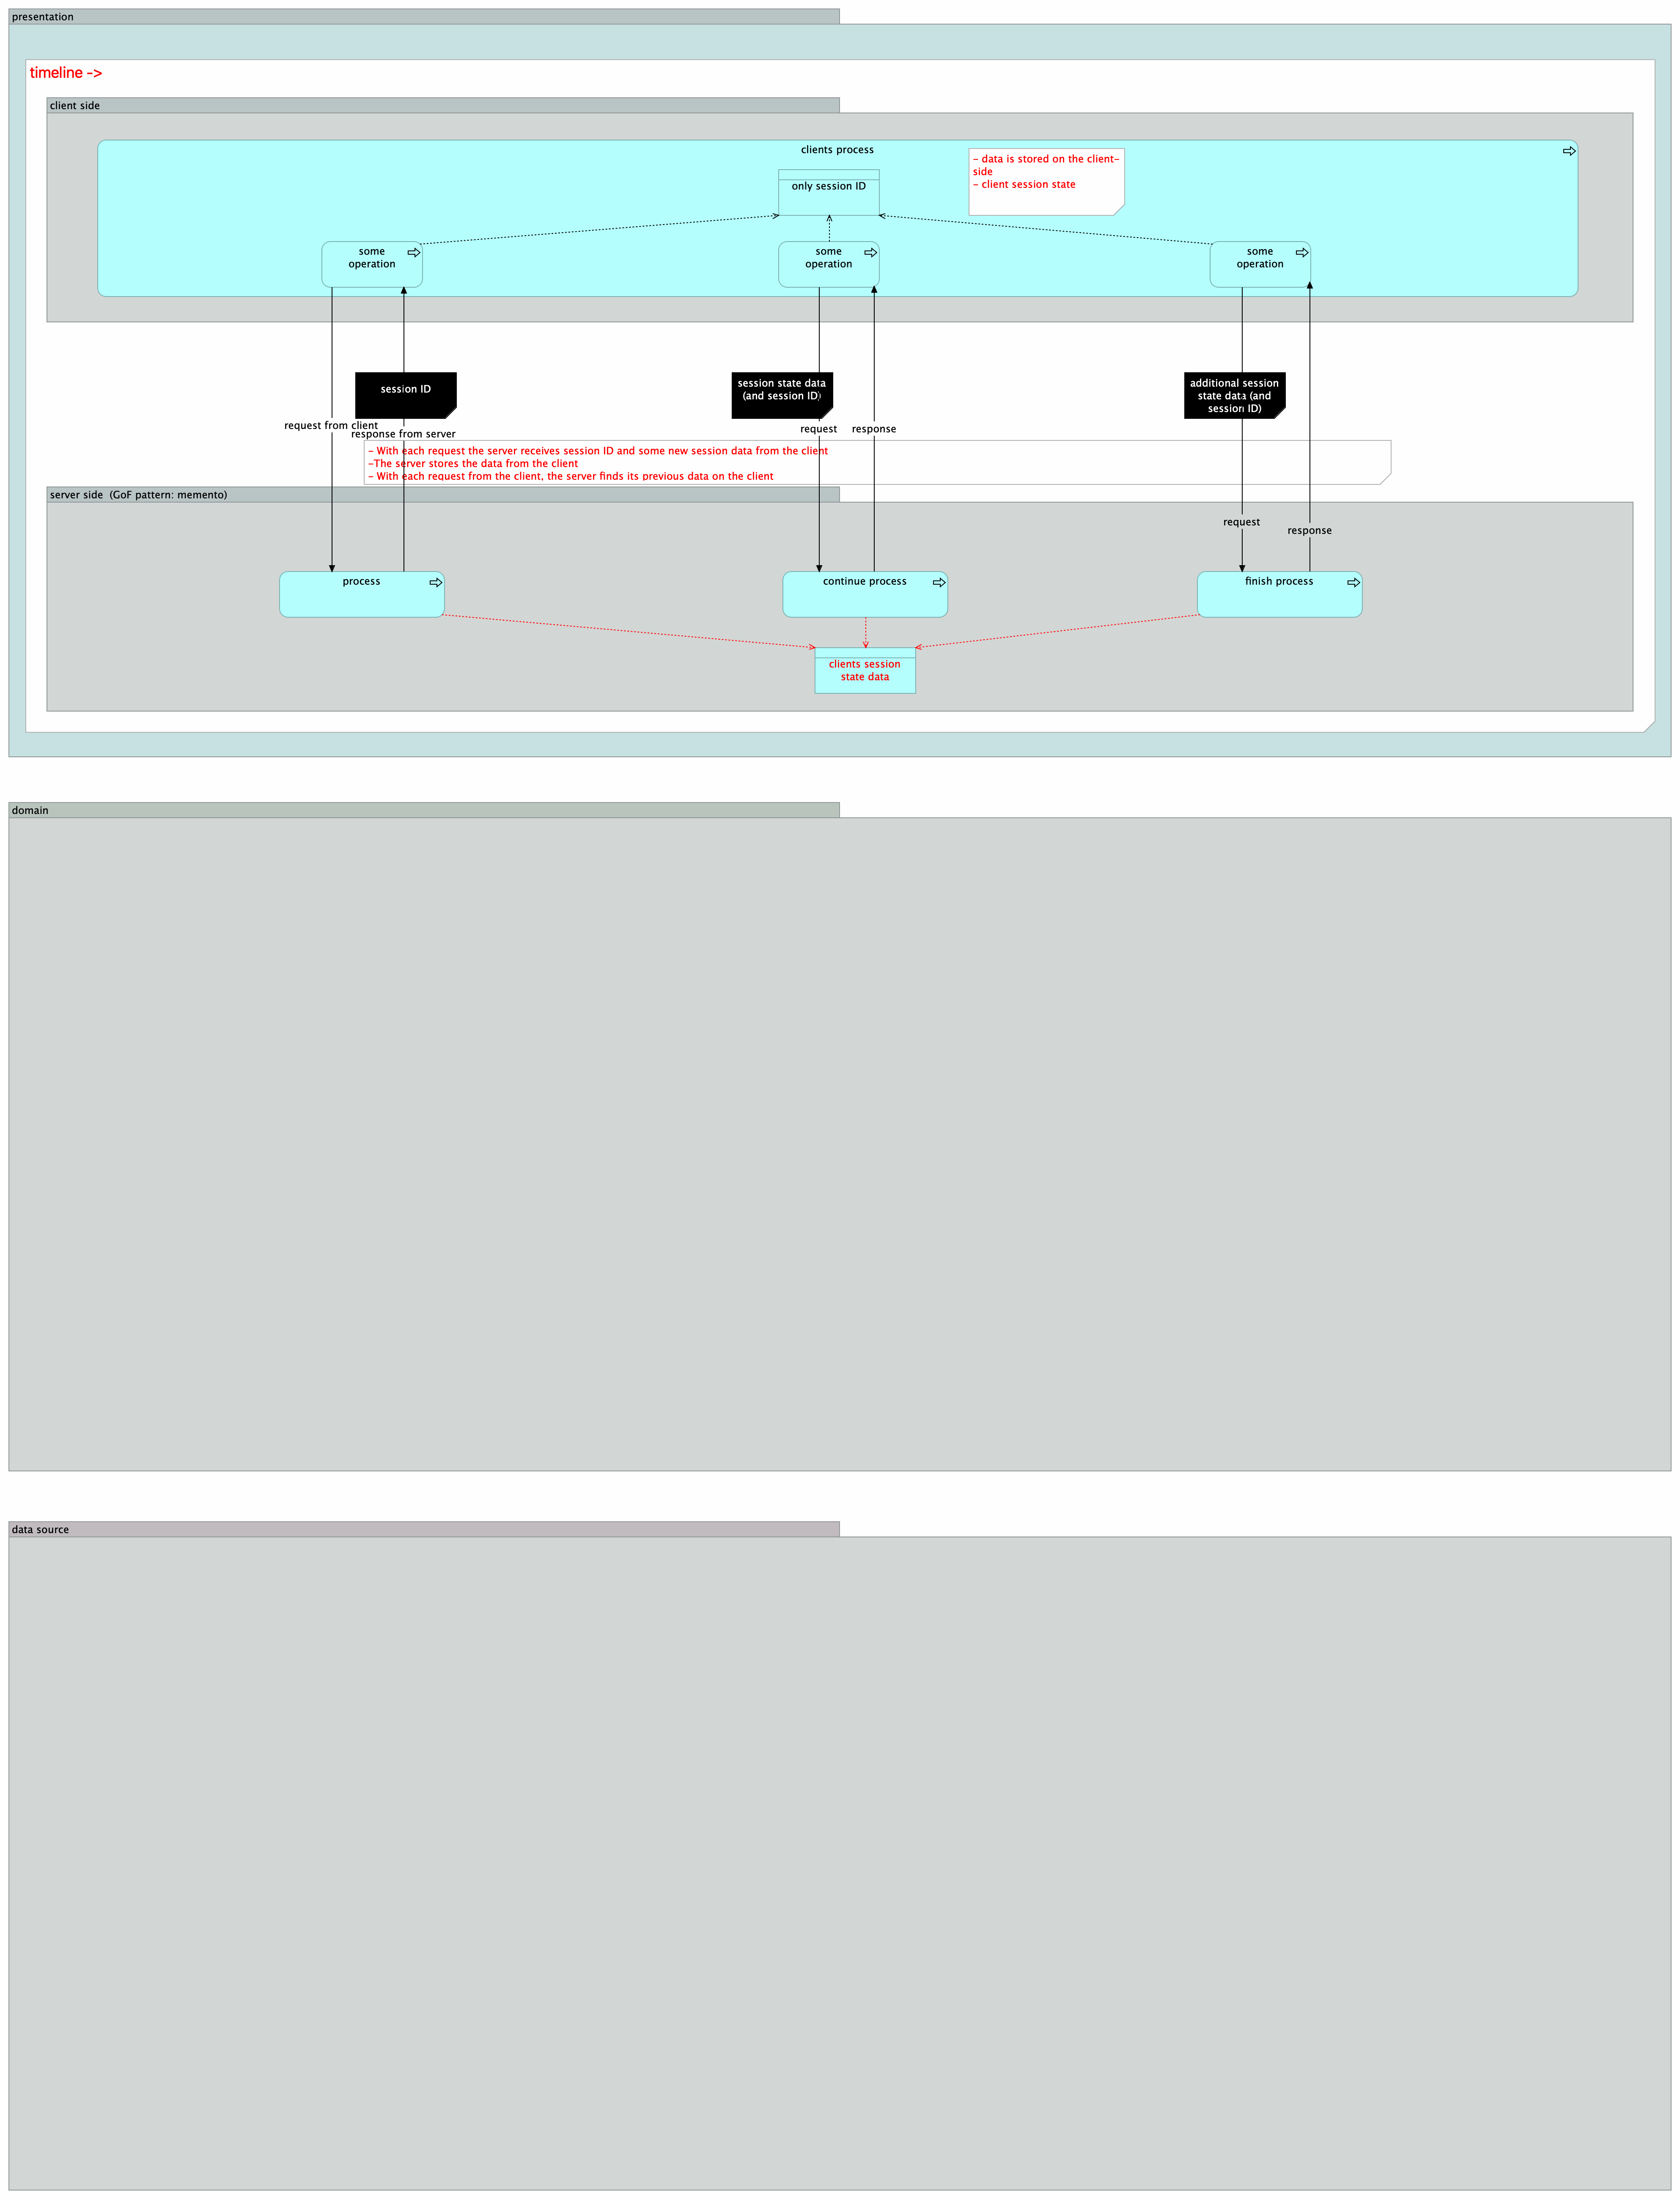 presentation
timeline ->
client side
clients process
only session ID
- data is stored on the client-
side
- client session state
some
operation
some
operation
some
operation
session ID
session state data
(and session ID)
additional session
state data (and
session ID)
request from client
response from server
request
response
- With each request the server receives session ID and some new session data from the client
-The server stores the data from the client
- With each request from the client, the server finds its previous data on the client
server side  (GoF pattern: memento)
request
response
process
continue process
finish process
clients session
state data
domain
data source